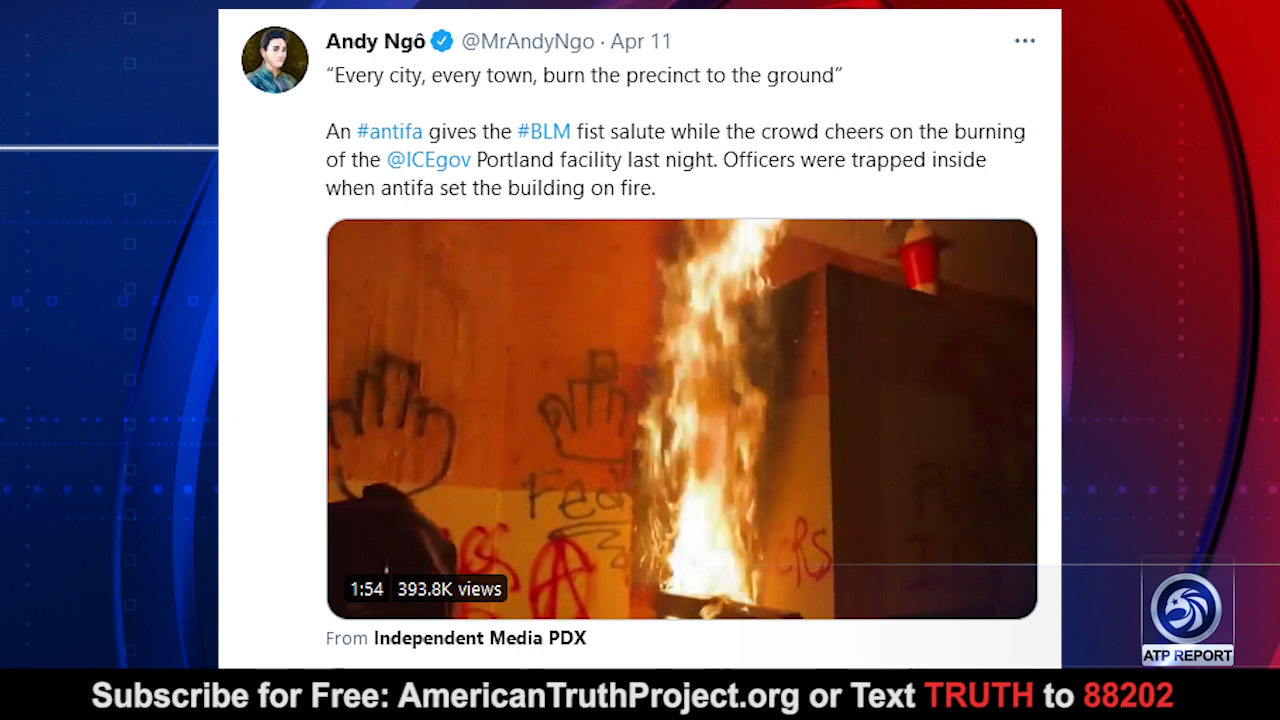 Andy Ngô @MrAndyNgo · Apr 11
“Every city, every town, burn the precinct to the ground”
An #antifa gives the #BLM fist salute while the crowd cheers on the burning
of the @ICEgov Portland facility last night. Officers were trapped inside
when antifa set the building on fire.
Fed
1:54 393.8K views
From Independent Media PDX
ATP REPORT
Subscribe for Free: AmericanTruthProject.org or Text TRUTH to 88202